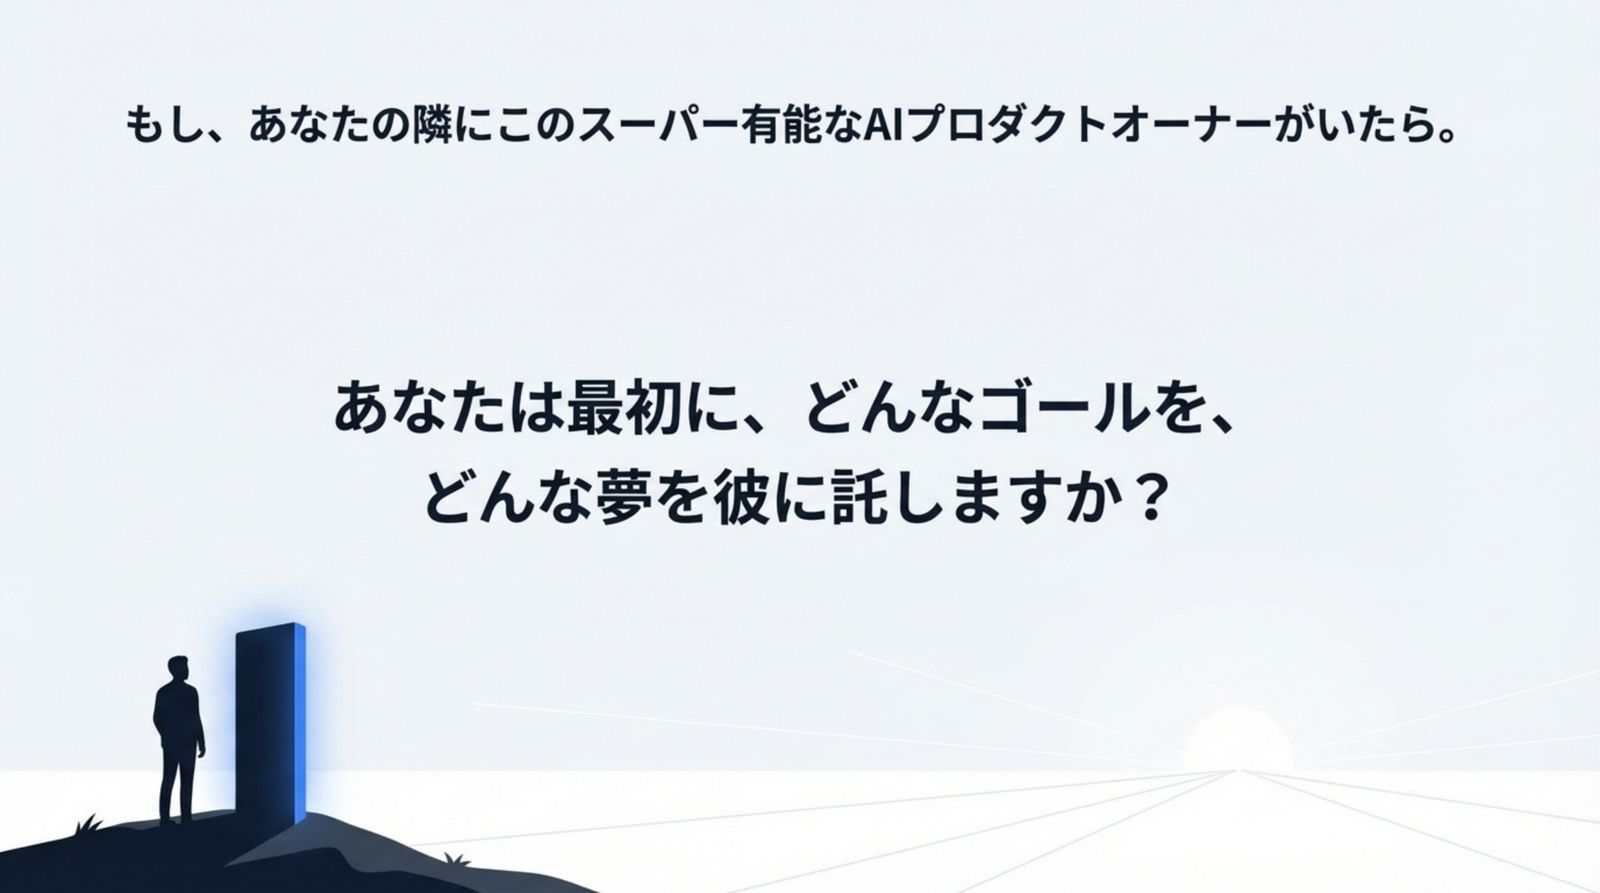 もし、あなたの隣にこのスーパー有能なAIプロダクトオーナーがいたら。
あなたは最初に、どんなゴールを、
どんな夢を彼に託しますか？